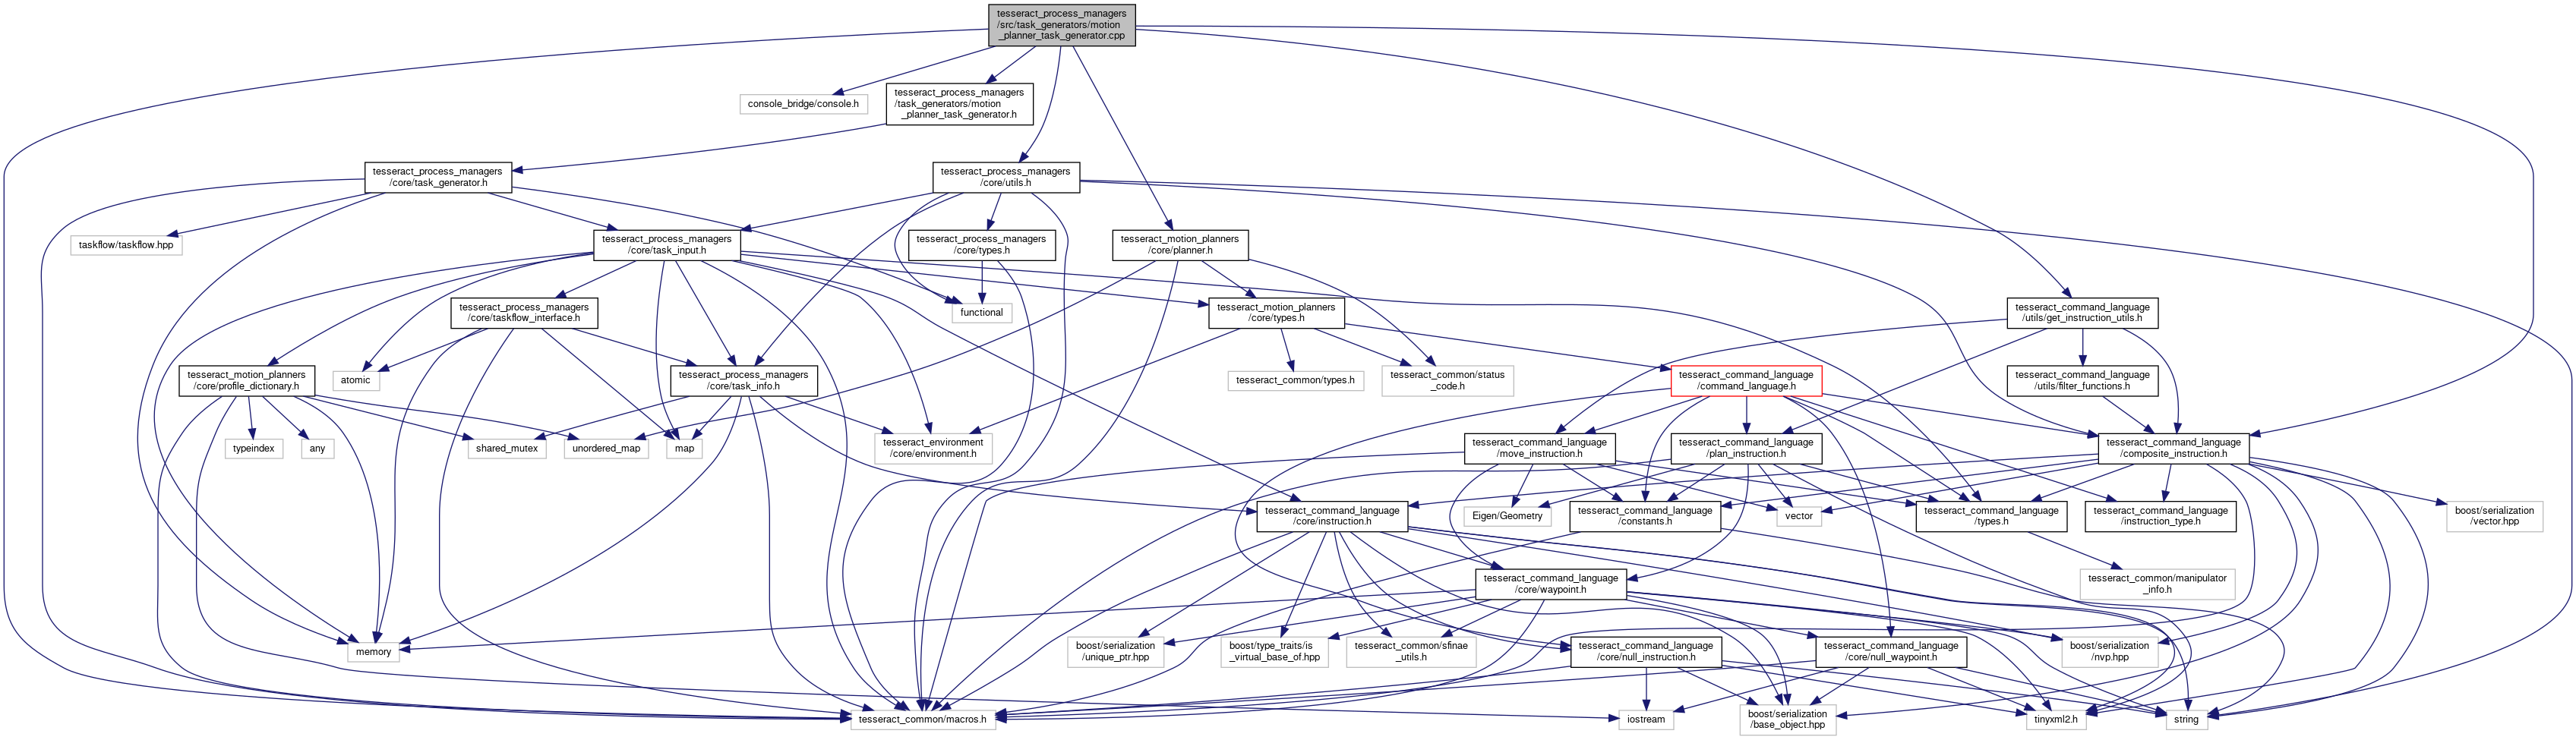 tesseract_process_managers
/src/task_generators/motion
_planner_task_generator.cpp
console_bridge/console.h
tesseract_process_managers
/task_generators/motion
_planner_task_generator.h
tesseract_process_managers
/core/task_generator.h
tesseract_process_managers
/core/utils.h
taskflow/taskflow.hpp
tesseract_process_managers
/core/task_input.h
tesseract_process_managers
/core/types.h
tesseract_motion_planners
/core/planner.h
tesseract_process_managers
/core/taskflow_interface.h
functional
tesseract_motion_planners
/core/types.h
tesseract_command_language
/utils/get_instruction_utils.h
tesseract_motion_planners
/core/profile_dictionary.h
atomic
tesseract_process_managers
/core/task_info.h
tesseract_common/types.h
tesseract_common/status
_code.h
tesseract_command_language
/command_language.h
tesseract_command_language
/utils/filter_functions.h
typeindex
any
shared_mutex
unordered_map
map
tesseract_environment
/core/environment.h
tesseract_command_language
/move_instruction.h
tesseract_command_language
/plan_instruction.h
tesseract_command_language
/composite_instruction.h
tesseract_command_language
/core/instruction.h
Eigen/Geometry
tesseract_command_language
/constants.h
vector
tesseract_command_language
/types.h
tesseract_command_language
/instruction_type.h
boost/serialization
/vector.hpp
tesseract_command_language
/core/waypoint.h
tesseract_common/manipulator
_info.h
memory
boost/serialization
/unique_ptr.hpp
boost/type_traits/is
_virtual_base_of.hpp
tesseract_common/sfinae
_utils.h
tesseract_command_language
/core/null_instruction.h
tesseract_command_language
/core/null_waypoint.h
boost/serialization
/nvp.hpp
tesseract_common/macros.h
iostream
boost/serialization
/base_object.hpp
tinyxml2.h
string